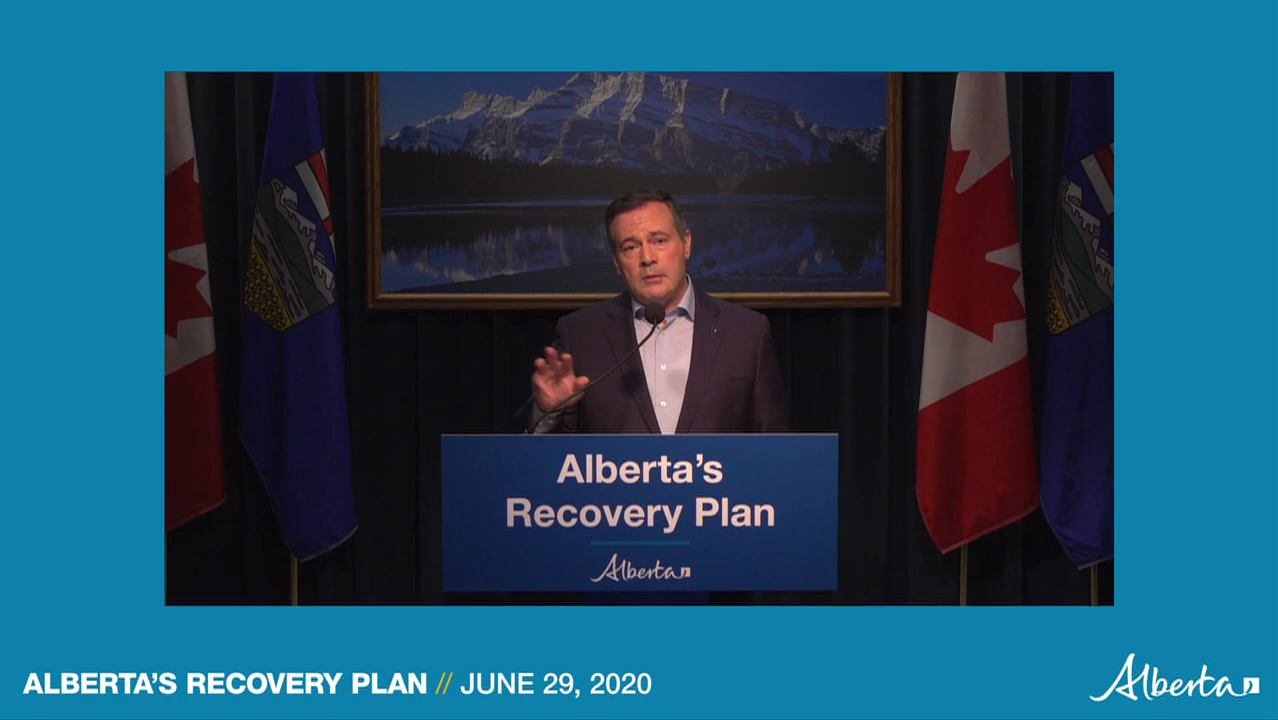 Alberta's
Recovery Plan
Alberta
ALBERTA'S RECOVERY PLAN // JUNE 29, 2020
Alberta